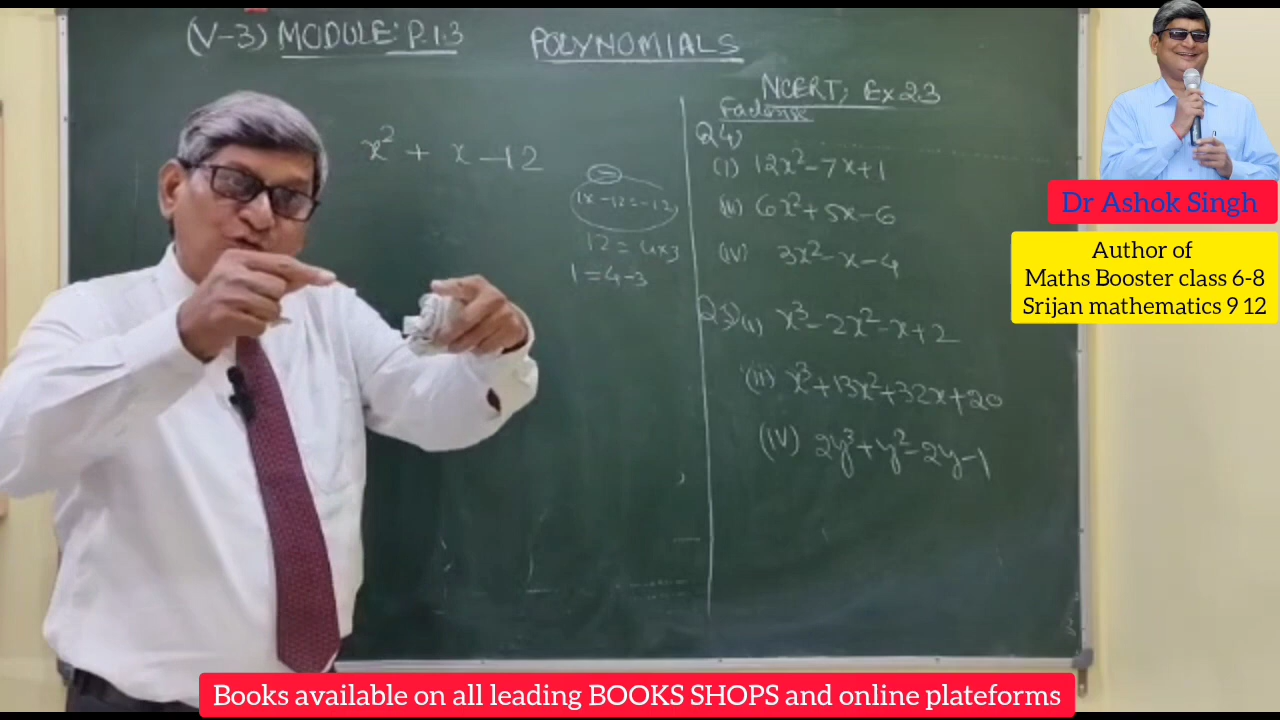 (V-3) MODULE: P.1.3
POLYNOMIALS
x² + x - 12
1x-12=-12
12 = 4x3
1 = 4-3
NCERT; Ex 2.3
Factorise
Q4)
(i) 12x²-7x+1
(iii) 6x²+5x-6
(iv) 3x²-x-4
Q5)(i) x³-2x²-x+2
(iii) x³+13x²+32x+20
(iv) 2y³+y²-2y-1
Dr Ashok Singh
Author of
Maths Booster class 6-8
Srijan mathematics 9 12
Books available on all leading BOOKS SHOPS and online plateforms